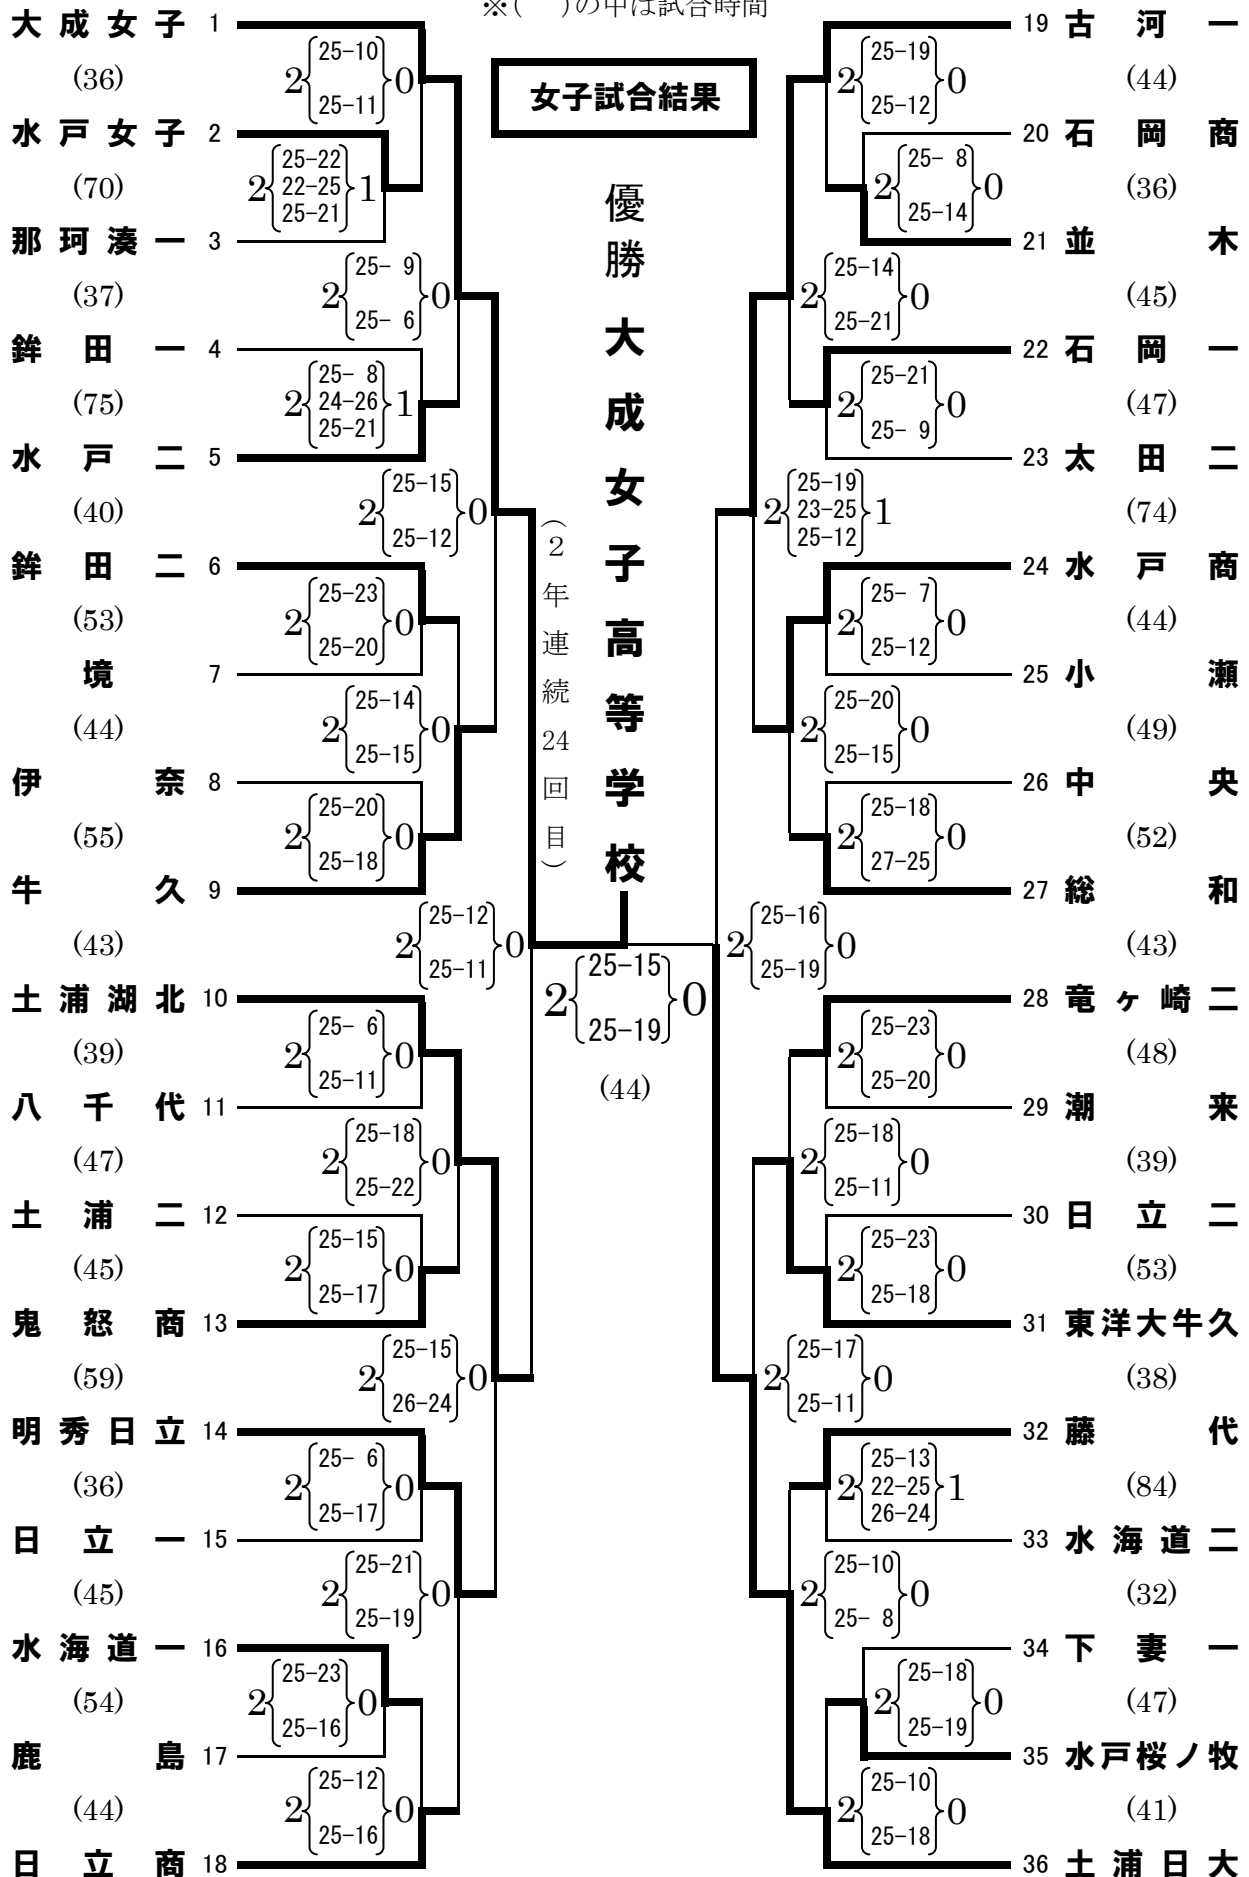 ※(　)の中は試合時間
女子試合結果
優勝 大成女子高等学校
(2年連続24回目)
大成女子 1
(36)
2 25-10 0
25-11
水戸女子 2
(70)
2 25-22 1
22-25
25-21
那珂湊一 3
(37)
2 25- 9 0
25- 6
鉾田一 4
(75)
2 25- 8 1
24-26
25-21
水戸二 5
(40)
2 25-15 0
25-12
鉾田二 6
(53)
2 25-23 0
25-20
境 7
(44)
2 25-14 0
25-15
伊奈 8
(55)
2 25-20 0
25-18
牛久 9
(43)
2 25-12 0
25-11
土浦湖北 10
(39)
2 25- 6 0
25-11
八千代 11
(47)
2 25-18 0
25-22
土浦二 12
(45)
2 25-15 0
25-17
鬼怒商 13
(59)
2 25-15 0
26-24
明秀日立 14
(36)
2 25- 6 0
25-17
日立一 15
(45)
2 25-21 0
25-19
水海道一 16
(54)
2 25-23 0
25-16
鹿島 17
(44)
2 25-12 0
25-16
日立商 18
2 25-15 0
25-19
(44)
19 古河一
(44)
2 25-19 0
25-12
20 石岡商
(36)
2 25- 8 0
25-14
21 並木
(45)
2 25-14 0
25-21
22 石岡一
(47)
2 25-21 0
25- 9
23 太田二
(74)
2 25-19 1
23-25
25-12
24 水戸商
(44)
2 25- 7 0
25-12
25 小瀬
(49)
2 25-20 0
25-15
26 中央
(52)
2 25-18 0
27-25
27 総和
(43)
2 25-16 0
25-19
28 竜ヶ崎二
(48)
2 25-23 0
25-20
29 潮来
(39)
2 25-18 0
25-11
30 日立二
(53)
2 25-23 0
25-18
31 東洋大牛久
(38)
2 25-17 0
25-11
32 藤代
(84)
2 25-13 1
22-25
26-24
33 水海道二
(32)
2 25-10 0
25- 8
34 下妻一
(47)
2 25-18 0
25-19
35 水戸桜ノ牧
(41)
2 25-10 0
25-18
36 土浦日大